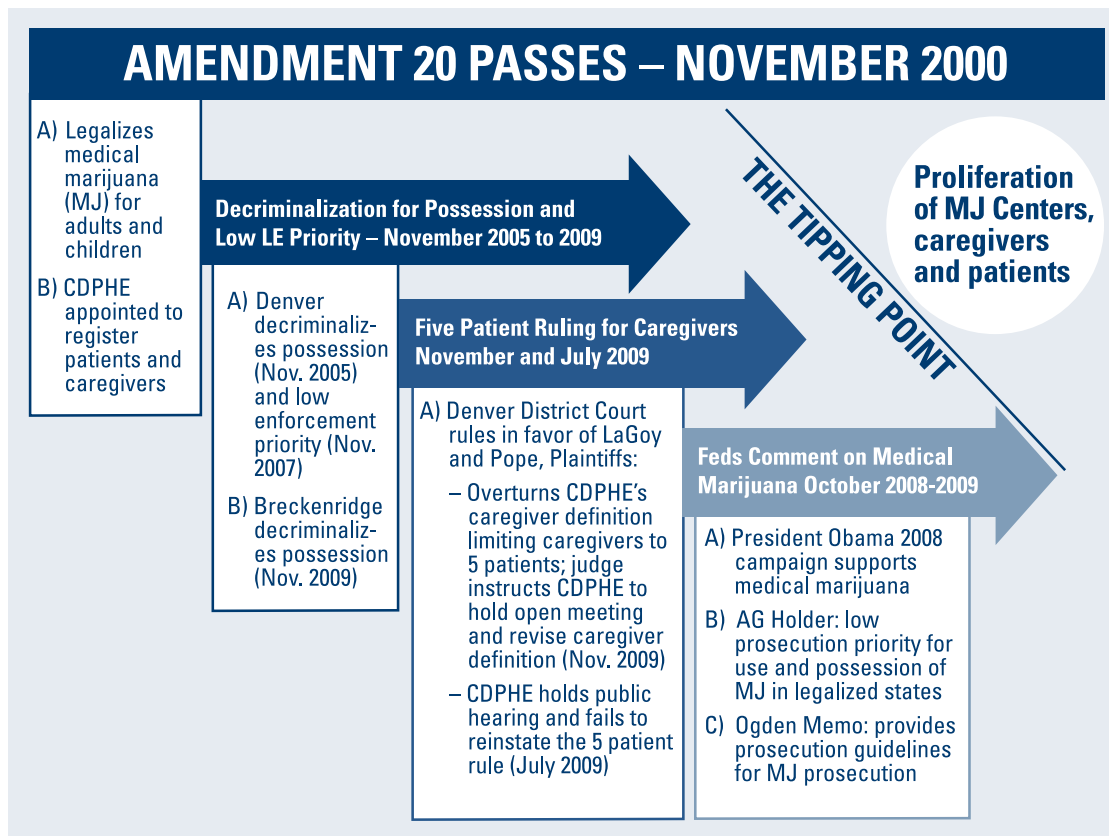 AMENDMENT 20 PASSES – NOVEMBER 2000
A) Legalizes
medical
marijuana
(MJ) for
adults and
children
B) CDPHE
appointed to
register
patients and
caregivers
Decriminalization for Possession and
Low LE Priority – November 2005 to 2009
A) Denver
decriminaliz-
es possession
(Nov. 2005)
and low
enforcement
priority (Nov.
2007)
B) Breckenridge
decriminaliz-
es possession
(Nov. 2009)
Five Patient Ruling for Caregivers
November and July 2009
A) Denver District Court
rules in favor of LaGoy
and Pope, Plaintiffs:
– Overturns CDPHE’s
caregiver definition
limiting caregivers to
5 patients; judge
instructs CDPHE to
hold open meeting
and revise caregiver
definition (Nov. 2009)
– CDPHE holds public
hearing and fails to
reinstate the 5 patient
rule (July 2009)
Feds Comment on Medical
Marijuana October 2008-2009
A) President Obama 2008
campaign supports
medical marijuana
B) AG Holder: low
prosecution priority for
use and possession of
MJ in legalized states
C) Ogden Memo: provides
prosecution guidelines
for MJ prosecution
THE TIPPING POINT
Proliferation
of MJ Centers,
caregivers
and patients